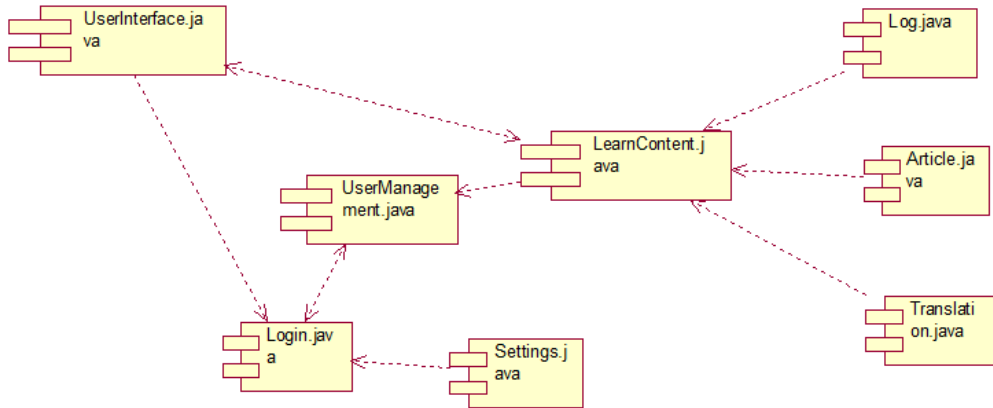 UserInterface.ja
va
Log.java
LearnContent.j
ava
Article.ja
va
UserManage
ment.java
Translati
on.java
Login.jav
a
Settings.j
ava